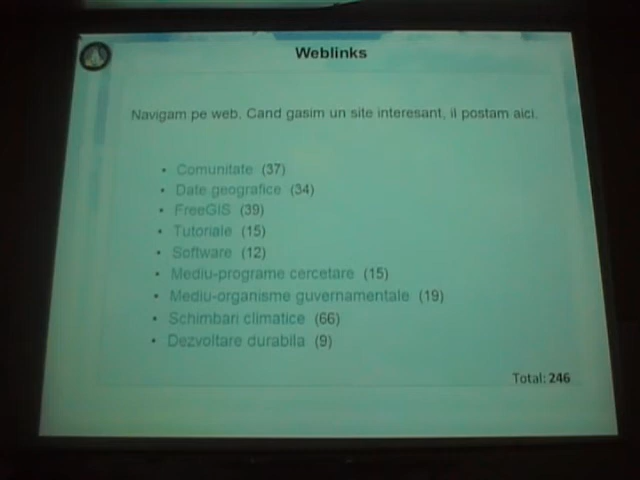 Weblinks
Navigam pe web. Cand gasim un site interesant, il postam aici.
• Comunitate (37)
• Date geografice (34)
• FreeGIS (39)
• Tutoriale (15)
• Software (12)
• Mediu-programe cercetare (15)
• Mediu-organisme guvernamentale (19)
• Schimbari climatice (66)
• Dezvoltare durabila (9)
Total: 246